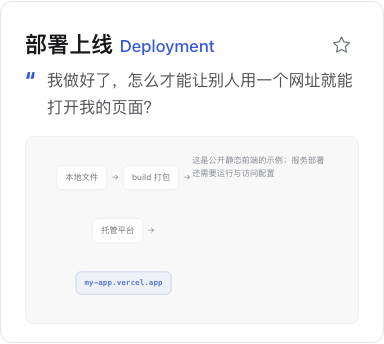 部署上线 Deployment
“ 我做好了，怎么才能让别人用一个网址就能
打开我的页面？
这是公开静态前端的示例：服务部署
还需要运行与访问配置
本地文件 → build 打包 →
托管平台 →
my-app.vercel.app